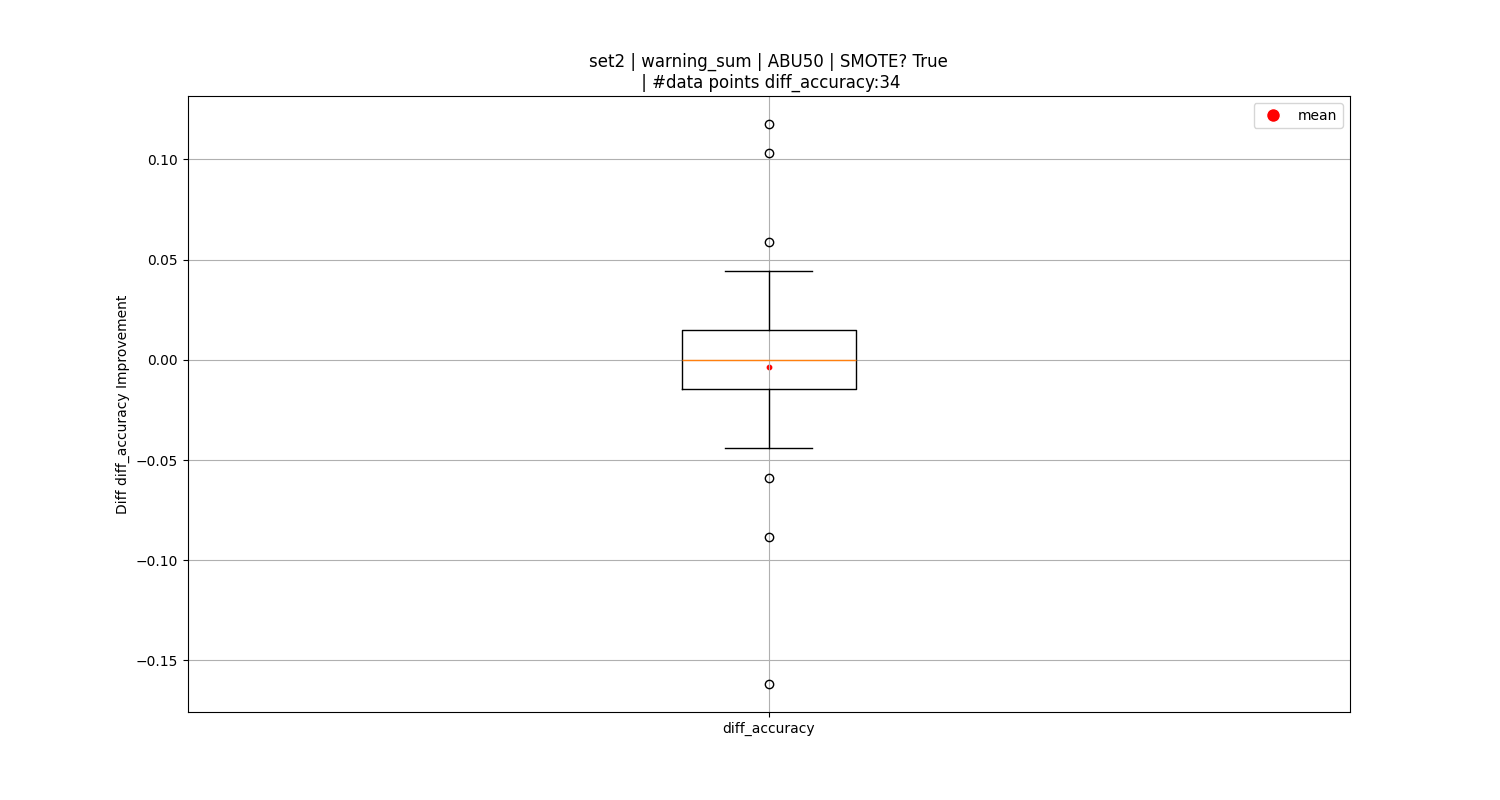 set2 | warning_sum | ABU50 | SMOTE? True
| #data points diff_accuracy:34
mean
0.10
0.05
0.00
−0.05
−0.10
−0.15
Diff diff_accuracy Improvement
diff_accuracy